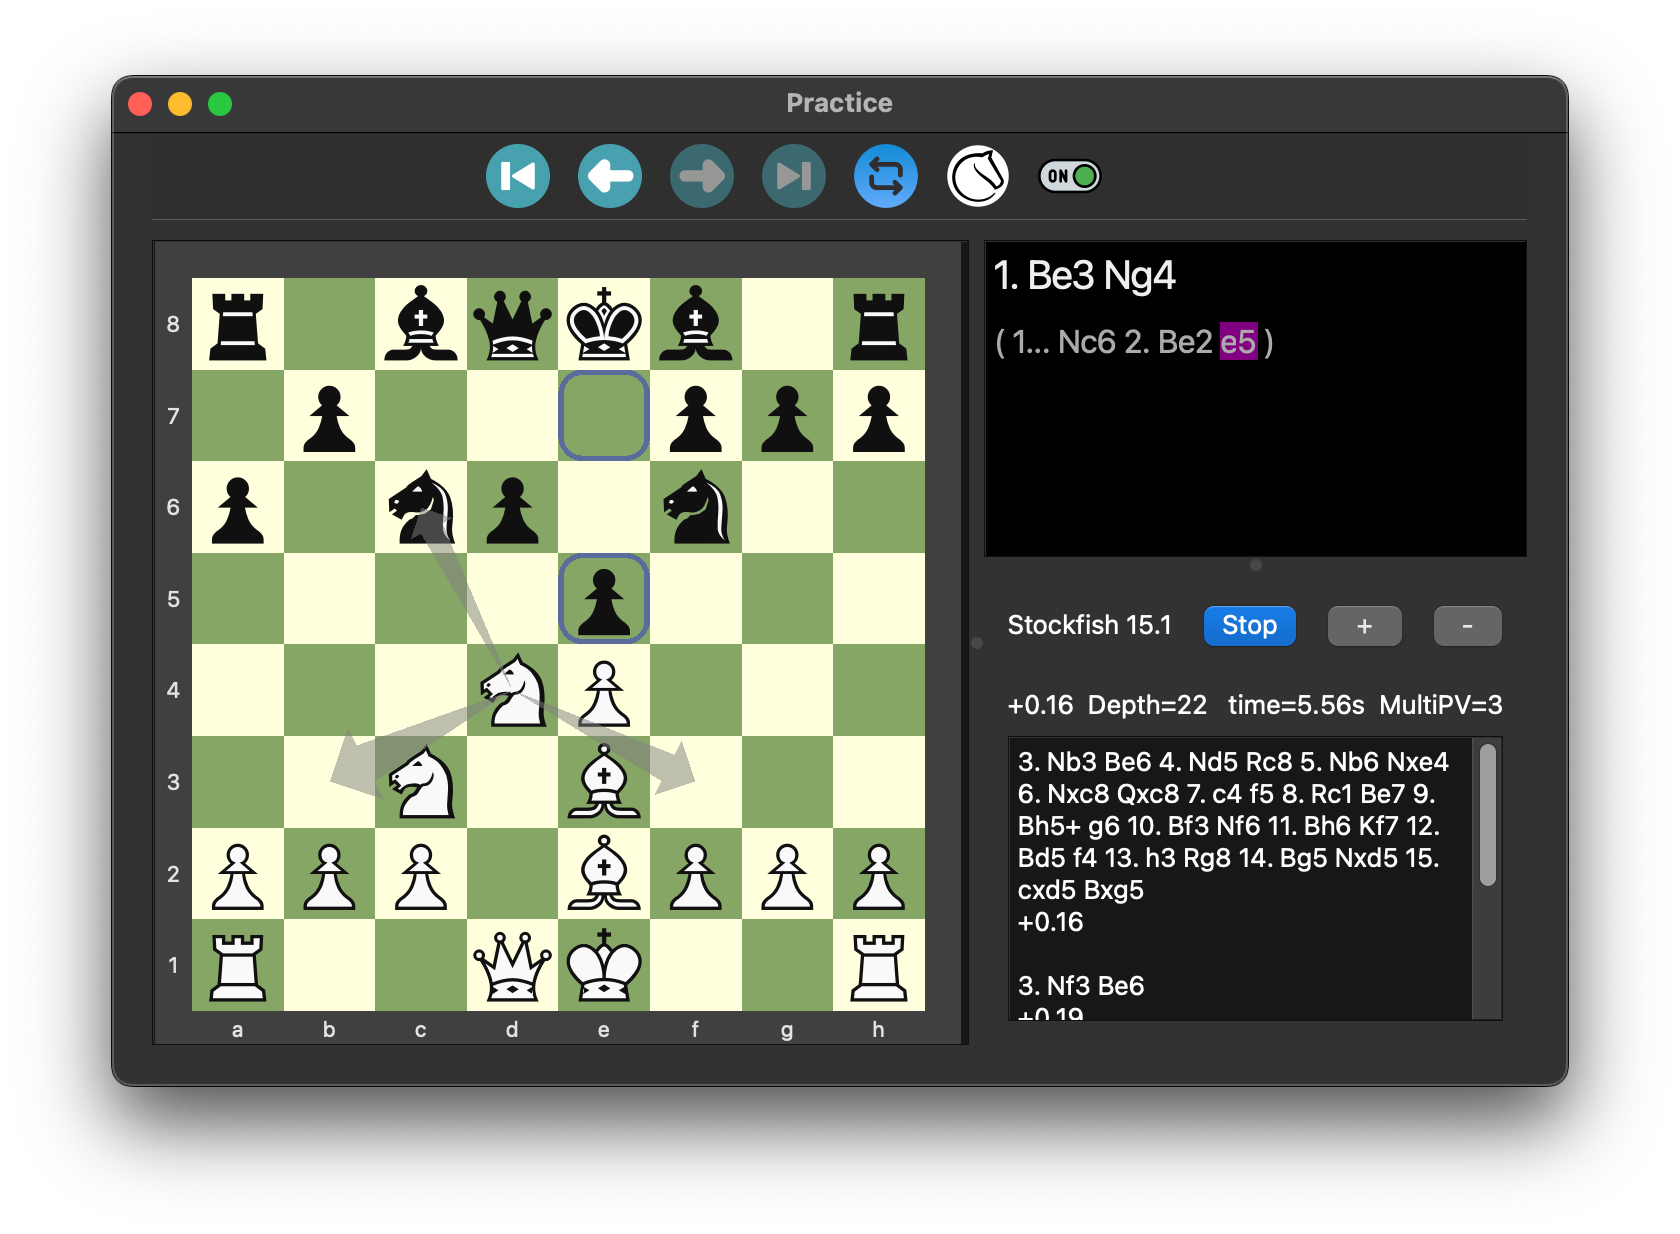 Practice
ON
8
7
6
5
4
3
2
1
a b c d e f g h
1. Be3 Ng4
( 1... Nc6 2. Be2 e5 )
Stockfish 15.1 Stop + -
+0.16 Depth=22 time=5.56s MultiPV=3
3. Nb3 Be6 4. Nd5 Rc8 5. Nb6 Nxe4
6. Nxc8 Qxc8 7. c4 f5 8. Rc1 Be7 9.
Bh5+ g6 10. Bf3 Nf6 11. Bh6 Kf7 12.
Bd5 f4 13. h3 Rg8 14. Bg5 Nxd5 15.
cxd5 Bxg5
+0.16
3. Nf3 Be6
+0.19